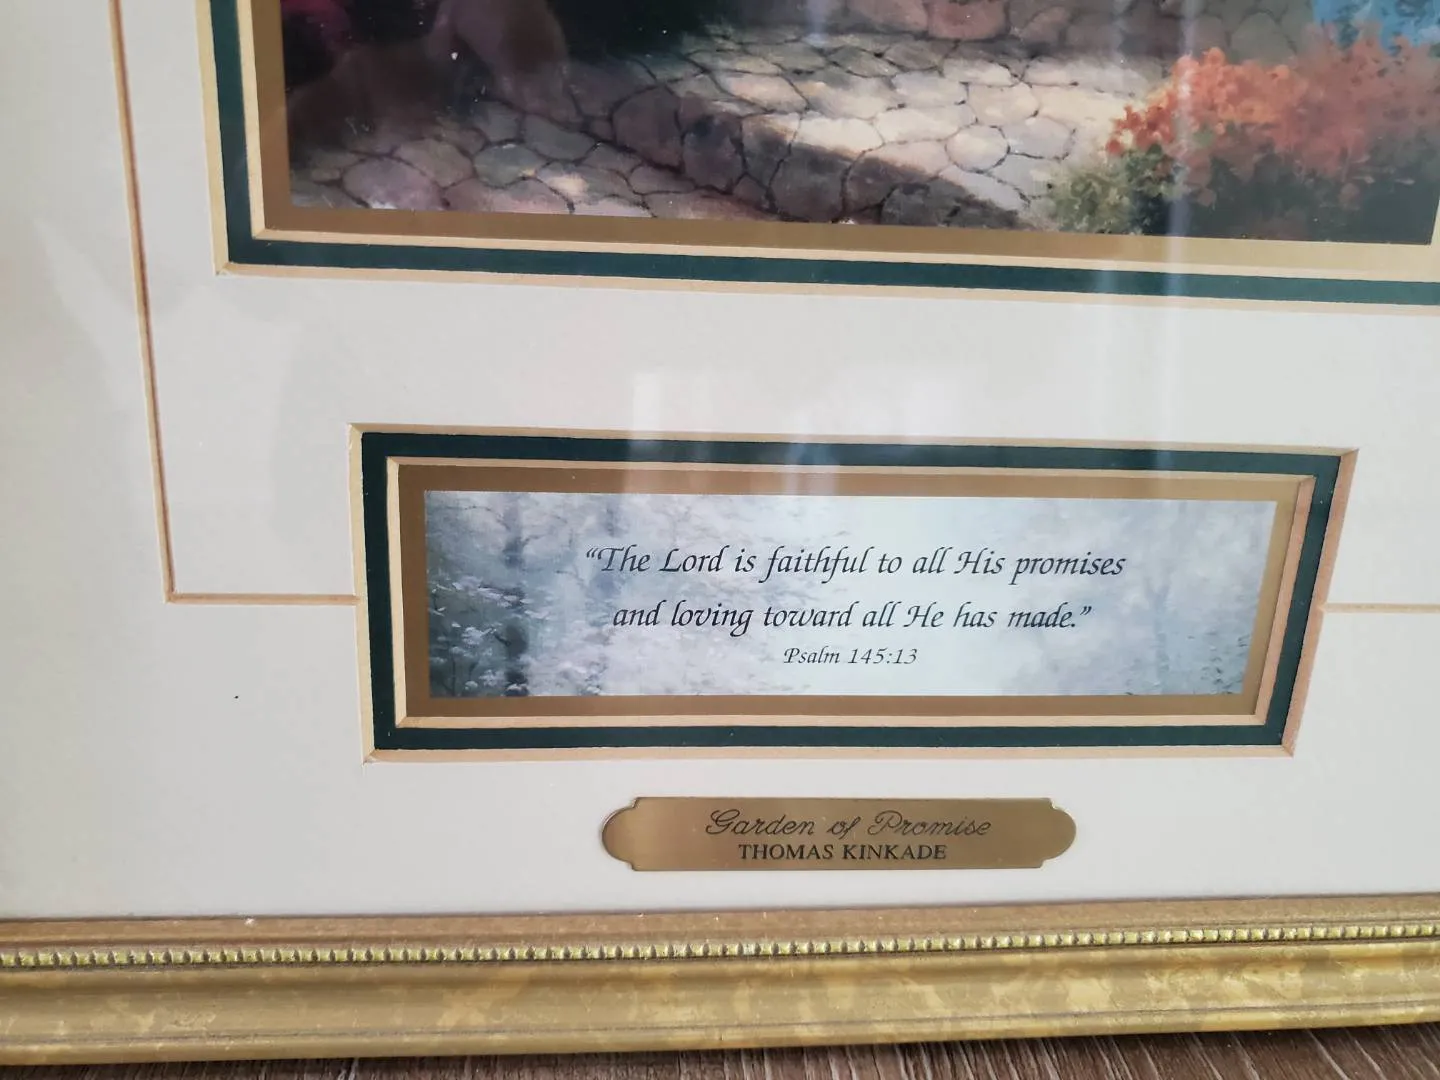 “The Lord is faithful to all His promises
and loving toward all He has made.”
Psalm 145:13
Garden of Promise
THOMAS KINKADE